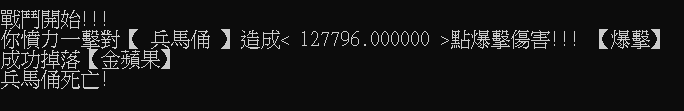 戰鬥開始!!!
你憤力一擊對【 兵馬俑 】造成< 127796.000000 >點爆擊傷害!!! 【爆擊】
成功掉落【金蘋果】
兵馬俑死亡!